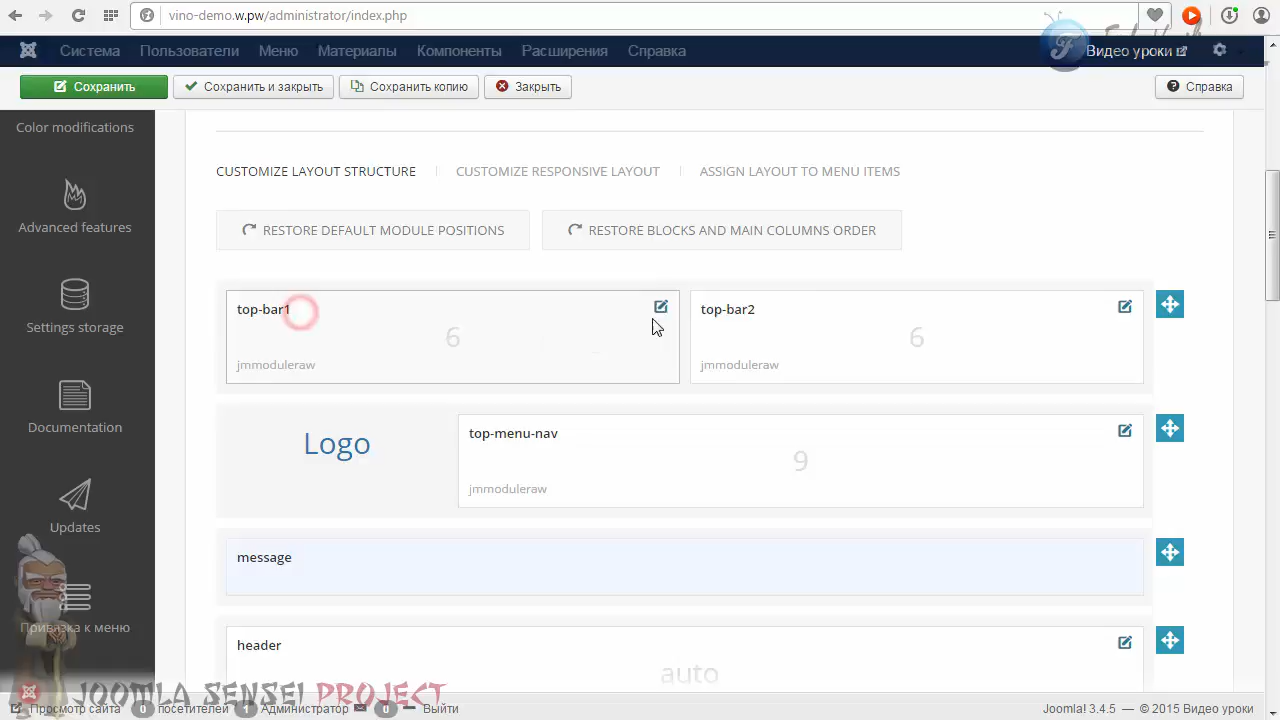 vino-demo.w.pw/administrator/index.php
Система Пользователи Меню Материалы Компоненты Расширения Справка Видео уроки
Сохранить Сохранить и закрыть Сохранить копию Закрыть Справка
Color modifications
Advanced features
Settings storage
Documentation
Updates
Привязка к меню
CUSTOMIZE LAYOUT STRUCTURE CUSTOMIZE RESPONSIVE LAYOUT ASSIGN LAYOUT TO MENU ITEMS
RESTORE DEFAULT MODULE POSITIONS RESTORE BLOCKS AND MAIN COLUMNS ORDER
top-bar1 top-bar2
6 6
jmmoduleraw jmmoduleraw
Logo top-menu-nav
9
jmmoduleraw
message
header
auto
JOOMLA SENSEI PROJECT
Просмотр сайта 0 посетителей 1 Администратор 0 Выйти Joomla! 3.4.5 — © 2015 Видео уроки